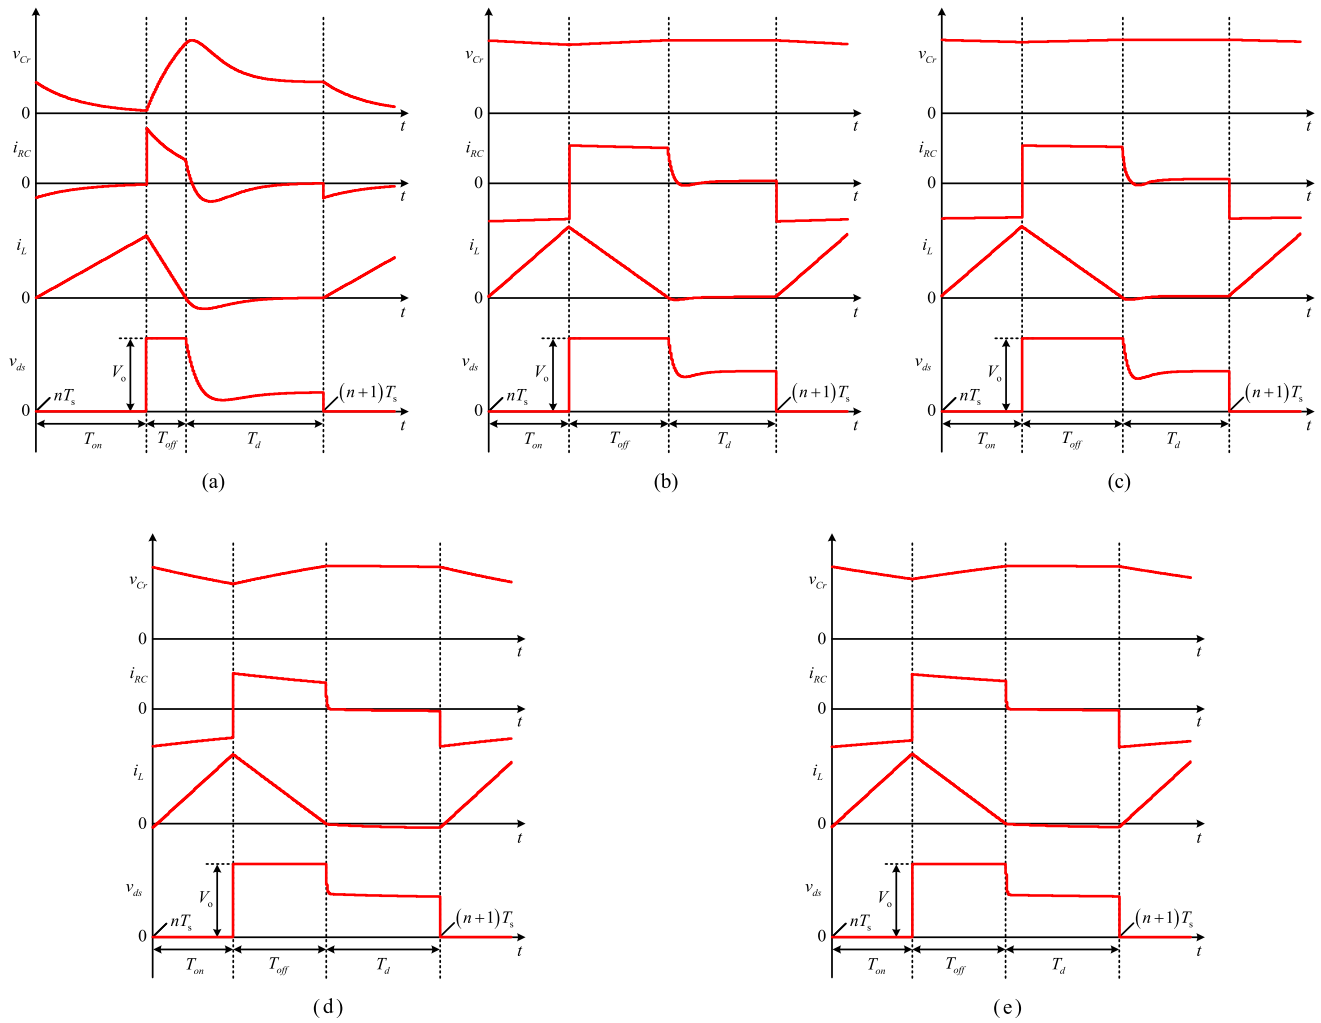 v_Cr
0
t
i_RC
0
t
i_L
0
t
v_ds
V_o
nT_s
(n+1)T_s
0
t
T_on T_off T_d
(a)
v_Cr
0
t
i_RC
0
t
i_L
0
t
v_ds
V_o
nT_s
(n+1)T_s
0
t
T_on T_off T_d
(b)
v_Cr
0
t
i_RC
0
t
i_L
0
t
v_ds
V_o
nT_s
(n+1)T_s
0
t
T_on T_off T_d
(c)
v_Cr
0
t
i_RC
0
t
i_L
0
t
v_ds
V_o
nT_s
(n+1)T_s
0
t
T_on T_off T_d
(d)
v_Cr
0
t
i_RC
0
t
i_L
0
t
v_ds
V_o
nT_s
(n+1)T_s
0
t
T_on T_off T_d
(e)